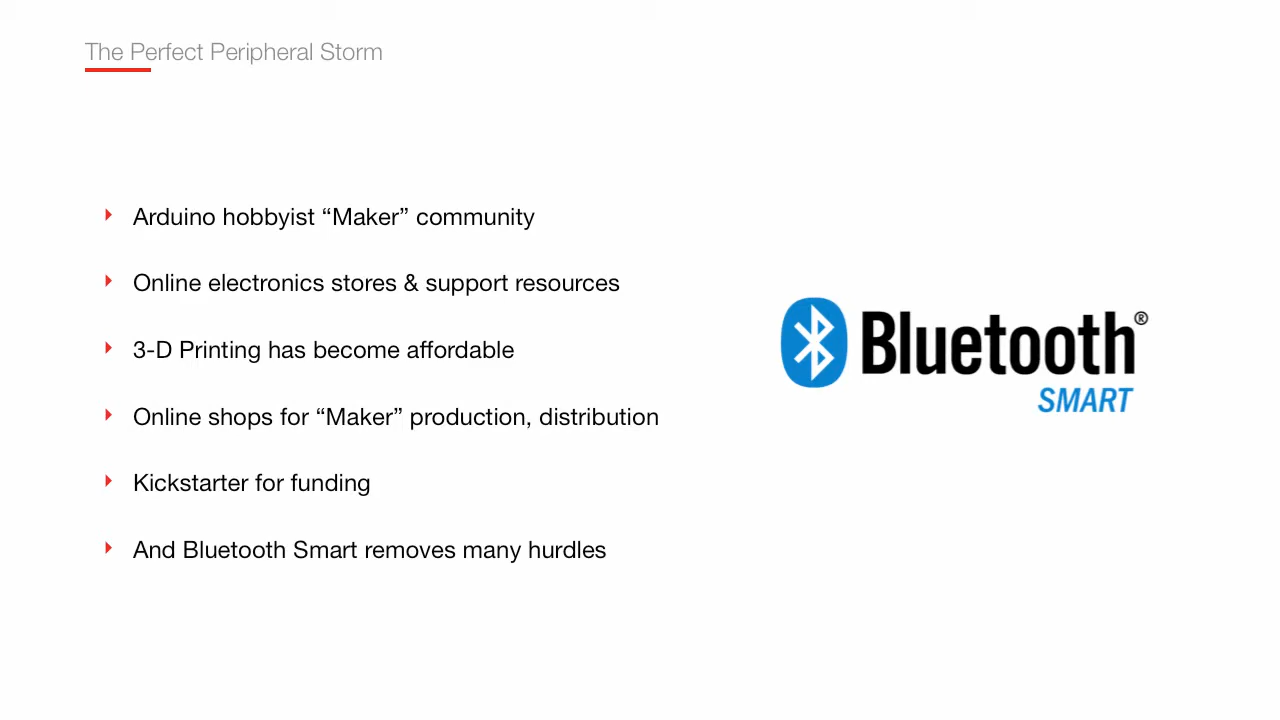 The Perfect Peripheral Storm
Arduino hobbyist “Maker” community
Online electronics stores & support resources
3-D Printing has become affordable
Online shops for “Maker” production, distribution
Kickstarter for funding
And Bluetooth Smart removes many hurdles
Bluetooth®
SMART